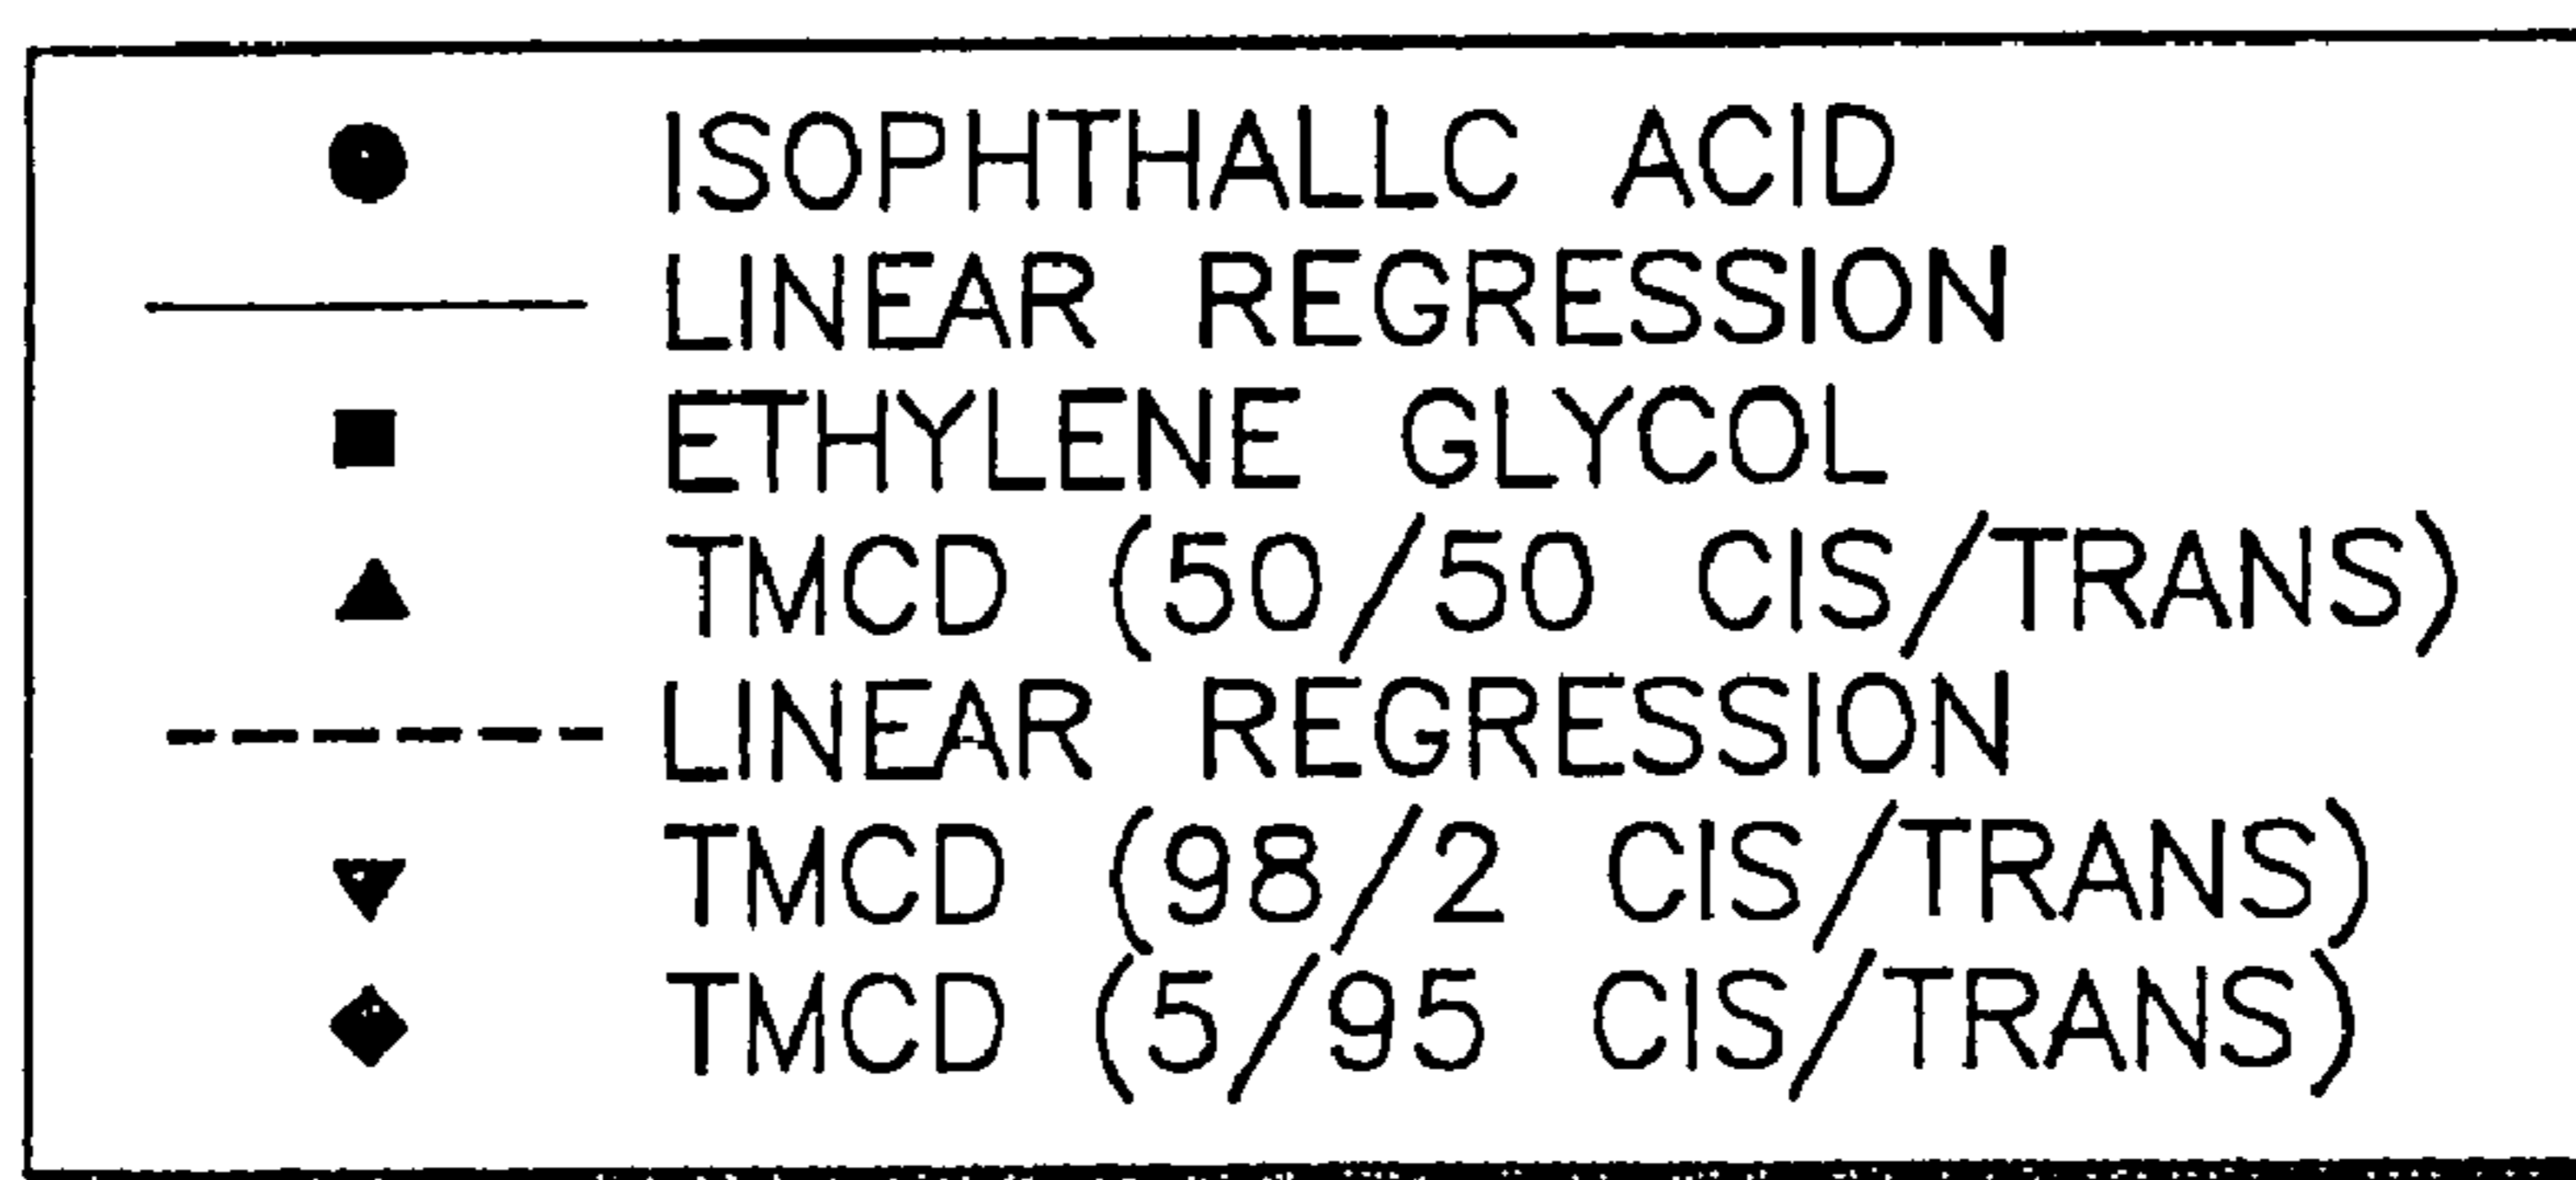 ISOPHTHALLC ACID
LINEAR REGRESSION
ETHYLENE GLYCOL
TMCD (50/50 CIS/TRANS)
LINEAR REGRESSION
TMCD (98/2 CIS/TRANS)
TMCD (5/95 CIS/TRANS)